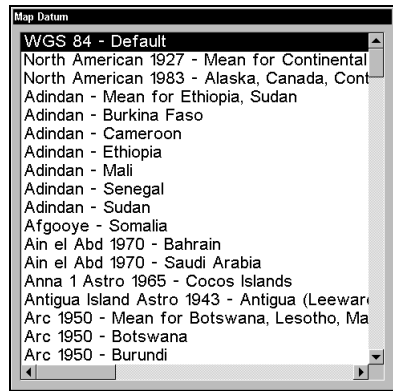 Map Datum
WGS 84 - Default
North American 1927 - Mean for Continental
North American 1983 - Alaska, Canada, Cont
Adindan - Mean for Ethiopia, Sudan
Adindan - Burkina Faso
Adindan - Cameroon
Adindan - Ethiopia
Adindan - Mali
Adindan - Senegal
Adindan - Sudan
Afgooye - Somalia
Ain el Abd 1970 - Bahrain
Ain el Abd 1970 - Saudi Arabia
Anna 1 Astro 1965 - Cocos Islands
Antigua Island Astro 1943 - Antigua (Leewar
Arc 1950 - Mean for Botswana, Lesotho, Ma
Arc 1950 - Botswana
Arc 1950 - Burundi